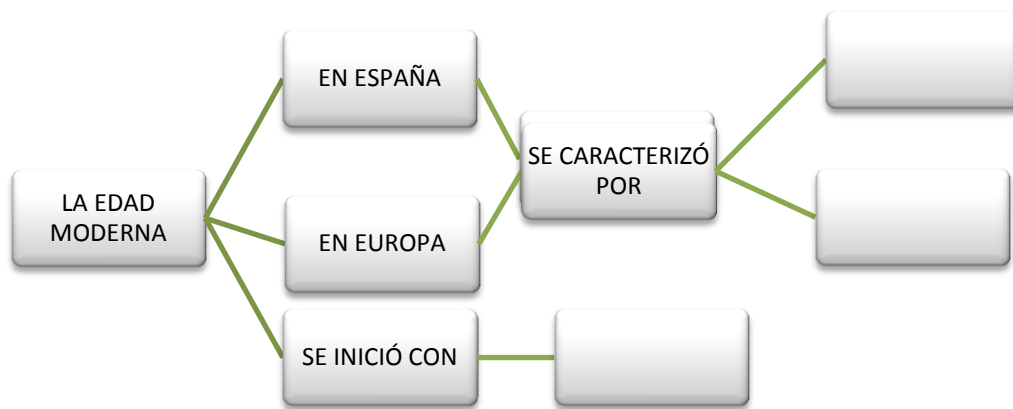 EN ESPAÑA
SE CARACTERIZÓ
POR
LA EDAD
MODERNA
EN EUROPA
SE INICIÓ CON